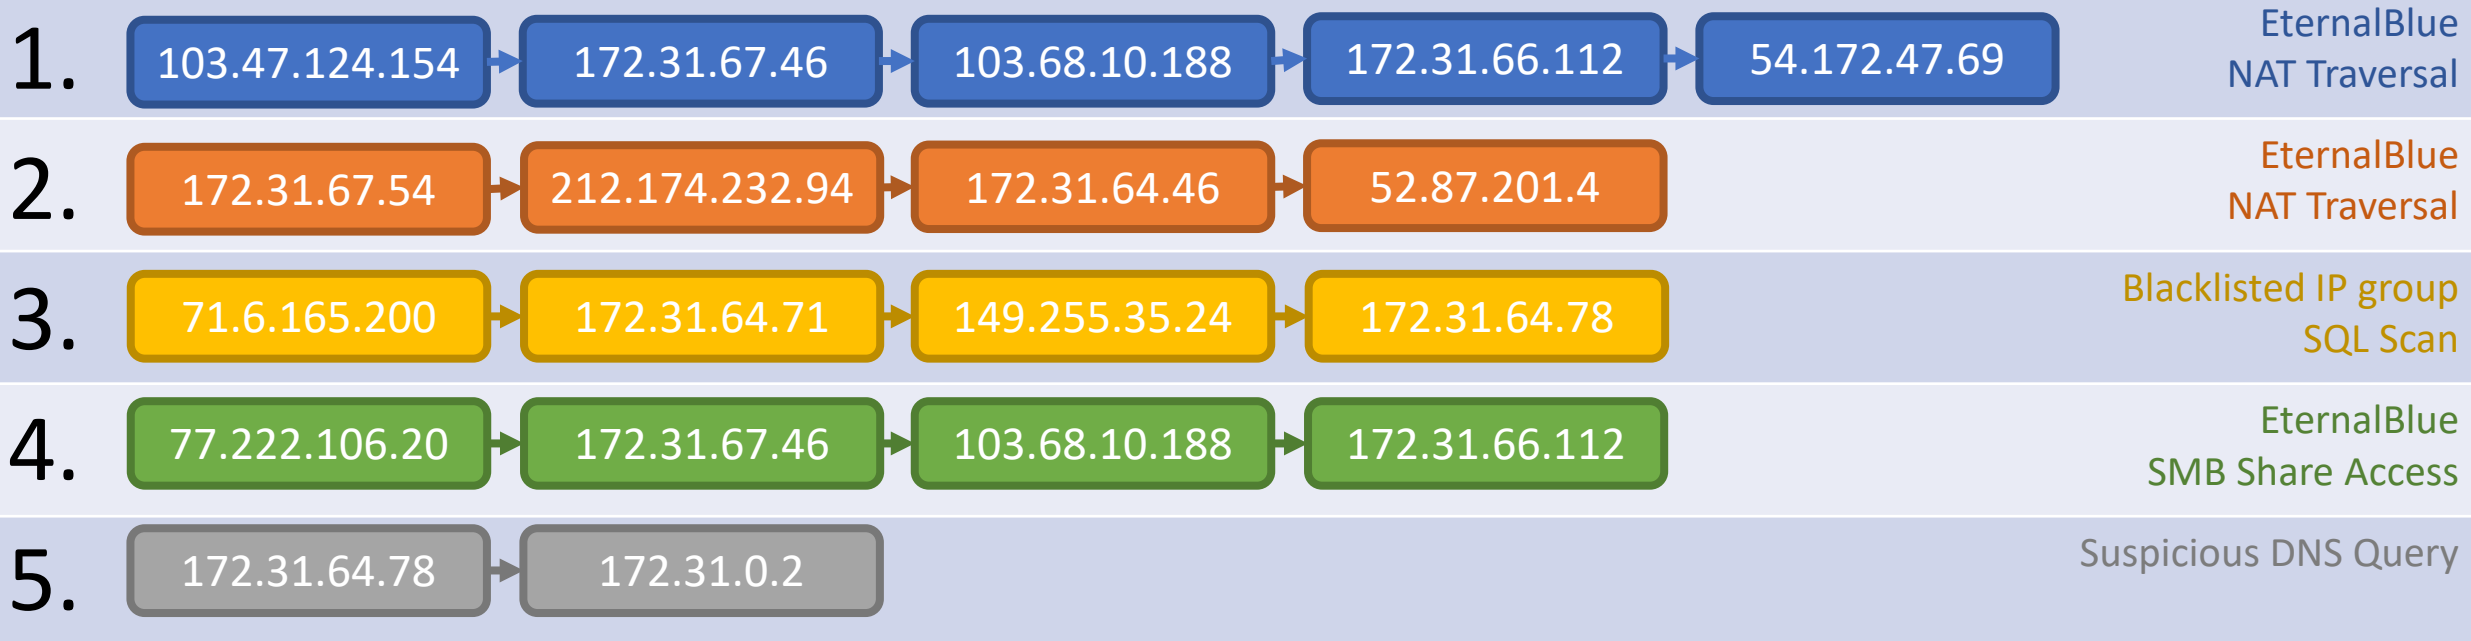 1.
103.47.124.154
172.31.67.46
103.68.10.188
172.31.66.112
54.172.47.69
EternalBlue
NAT Traversal
2.
172.31.67.54
212.174.232.94
172.31.64.46
52.87.201.4
EternalBlue
NAT Traversal
3.
71.6.165.200
172.31.64.71
149.255.35.24
172.31.64.78
Blacklisted IP group
SQL Scan
4.
77.222.106.20
172.31.67.46
103.68.10.188
172.31.66.112
EternalBlue
SMB Share Access
5.
172.31.64.78
172.31.0.2
Suspicious DNS Query